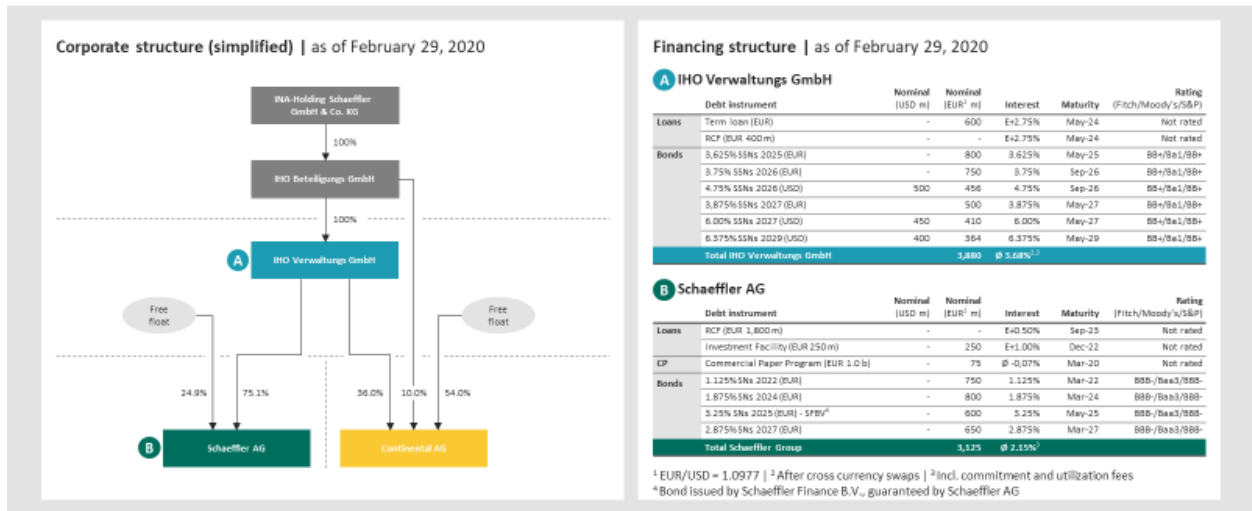 Corporate structure (simplified) | as of February 29, 2020
INA-Holding Schaeffler
GmbH & Co. KG
100%
IHO Beteiligungs GmbH
100%
A
IHO Verwaltungs GmbH
Free
float
Free
float
24.9% 75.1% 36.0% 10.0% 54.0%
B
Schaeffler AG
Continental AG
Financing structure | as of February 29, 2020
A IHO Verwaltungs GmbH
Debt instrument Nominal (USD m) Nominal (EUR¹ m) Interest Maturity Rating (Fitch/Moody's/S&P)
Loans Term loan (EUR) - 600 E+2.75% May-24 Not rated
RCF (EUR 400 m) - - E+2.75% May-24 Not rated
Bonds 3,625% SSNs 2025 (EUR) - 800 3.625% May-25 BB+/Ba1/BB+
3.75% SSNs 2026 (EUR) - 750 3.75% Sep-26 BB+/Ba1/BB+
4.75% SSNs 2026 (USD) 500 456 4.75% Sep-26 BB+/Ba1/BB+
3,875% SSNs 2027 (EUR) 500 3.875% May-27 BB+/Ba1/BB+
6.00% SSNs 2027 (USD) 450 410 6.00% May-27 BB+/Ba1/BB+
6.375% SSNs 2029 (USD) 400 364 6.375% May-29 BB+/Ba1/BB+
Total IHO Verwaltungs GmbH 3,880 Ø 3.68%²˒³
B Schaeffler AG
Debt instrument Nominal (USD m) Nominal (EUR¹ m) Interest Maturity Rating (Fitch/Moody's/S&P)
Loans RCF (EUR 1,800 m) - - E+0.50% Sep-23 Not rated
Investment Facility (EUR 250 m) - 250 E+1.00% Dec-22 Not rated
CP Commercial Paper Program (EUR 1.0 b) - 75 Ø -0,07% Mar-20 Not rated
Bonds 1.125% SNs 2022 (EUR) - 750 1.125% Mar-22 BBB-/Baa3/BBB-
1.875% SNs 2024 (EUR) - 800 1.875% Mar-24 BBB-/Baa3/BBB-
3.25% SNs 2025 (EUR) - SFBV⁴ - 600 3.25% May-25 BBB-/Baa3/BBB-
2.875% SNs 2027 (EUR) - 650 2.875% Mar-27 BBB-/Baa3/BBB-
Total Schaeffler Group 3,125 Ø 2.15%³
¹ EUR/USD = 1.0977 | ² After cross currency swaps | ³ Incl. commitment and utilization fees
⁴ Bond issued by Schaeffler Finance B.V., guaranteed by Schaeffler AG